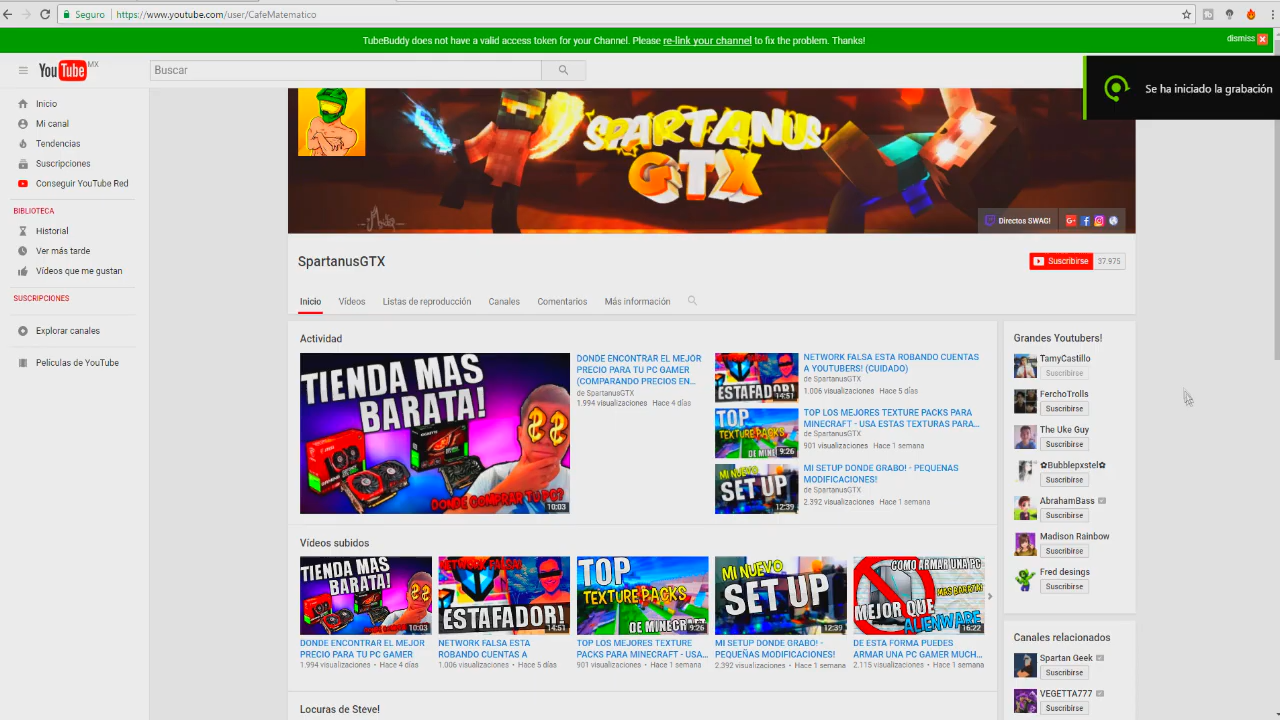 Seguro
https://www.youtube.com/user/CafeMatematico
TubeBuddy does not have a valid access token for your Channel. Please re-link your channel to fix the problem. Thanks!
dismiss
YouTube MX
Buscar
Se ha iniciado la grabación
Inicio
Mi canal
Tendencias
Suscripciones
Conseguir YouTube Red
BIBLIOTECA
Historial
Ver más tarde
Vídeos que me gustan
SUSCRIPCIONES
Explorar canales
Películas de YouTube
SPARTANUS
GTX
Directos SWAG!
SpartanusGTX
Suscribirse
37.975
Inicio
Vídeos
Listas de reproducción
Canales
Comentarios
Más información
Actividad
TIENDA MAS
BARATA!
DONDE COMPRAR TU PC?
10:03
DONDE ENCONTRAR EL MEJOR
PRECIO PARA TU PC GAMER
(COMPARANDO PRECIOS EN...
de SpartanusGTX
1.994 visualizaciones Hace 4 días
ESTAFADOR!
14:51
NETWORK FALSA ESTA ROBANDO CUENTAS
A YOUTUBERS! (CUIDADO)
de SpartanusGTX
1.006 visualizaciones Hace 5 días
TOP
TEXTURE PACKS
DE MINE
9:26
TOP LOS MEJORES TEXTURE PACKS PARA
MINECRAFT - USA ESTAS TEXTURAS PARA...
de SpartanusGTX
901 visualizaciones Hace 1 semana
MI NUEVO
SET UP
12:39
MI SETUP DONDE GRABO! - PEQUEÑAS
MODIFICACIONES!
de SpartanusGTX
2.392 visualizaciones Hace 1 semana
Vídeos subidos
TIENDA MAS
BARATA!
10:03
DONDE ENCONTRAR EL MEJOR
PRECIO PARA TU PC GAMER
1.994 visualizaciones • Hace 4 días
NETWORK FALSA!
ESTAFADOR!
14:51
NETWORK FALSA ESTA
ROBANDO CUENTAS A
1.006 visualizaciones • Hace 5 días
TOP
TEXTURE PACKS
DE MINECRAFT
9:26
TOP LOS MEJORES TEXTURE
PACKS PARA MINECRAFT - USA...
901 visualizaciones • Hace 1 semana
MI NUEVO
SET UP
12:39
MI SETUP DONDE GRABO! -
PEQUEÑAS MODIFICACIONES!
2.392 visualizaciones • Hace 1 semana
COMO ARMAR UNA PC
MAS BARATA!
MEJOR QUE
ALIENWARE
16:22
DE ESTA FORMA PUEDES
ARMAR UNA PC GAMER MUCH...
2.115 visualizaciones • Hace 1 semana
Locuras de Steve!
Grandes Youtubers!
TamyCastillo
Suscribirse
FerchoTrolls
Suscribirse
The Uke Guy
Suscribirse
✿Bubblepxstel✿
Suscribirse
AbrahamBass
Suscribirse
Madison Rainbow
Suscribirse
Fred desings
Suscribirse
Canales relacionados
Spartan Geek
Suscribirse
VEGETTA777
Suscribirse